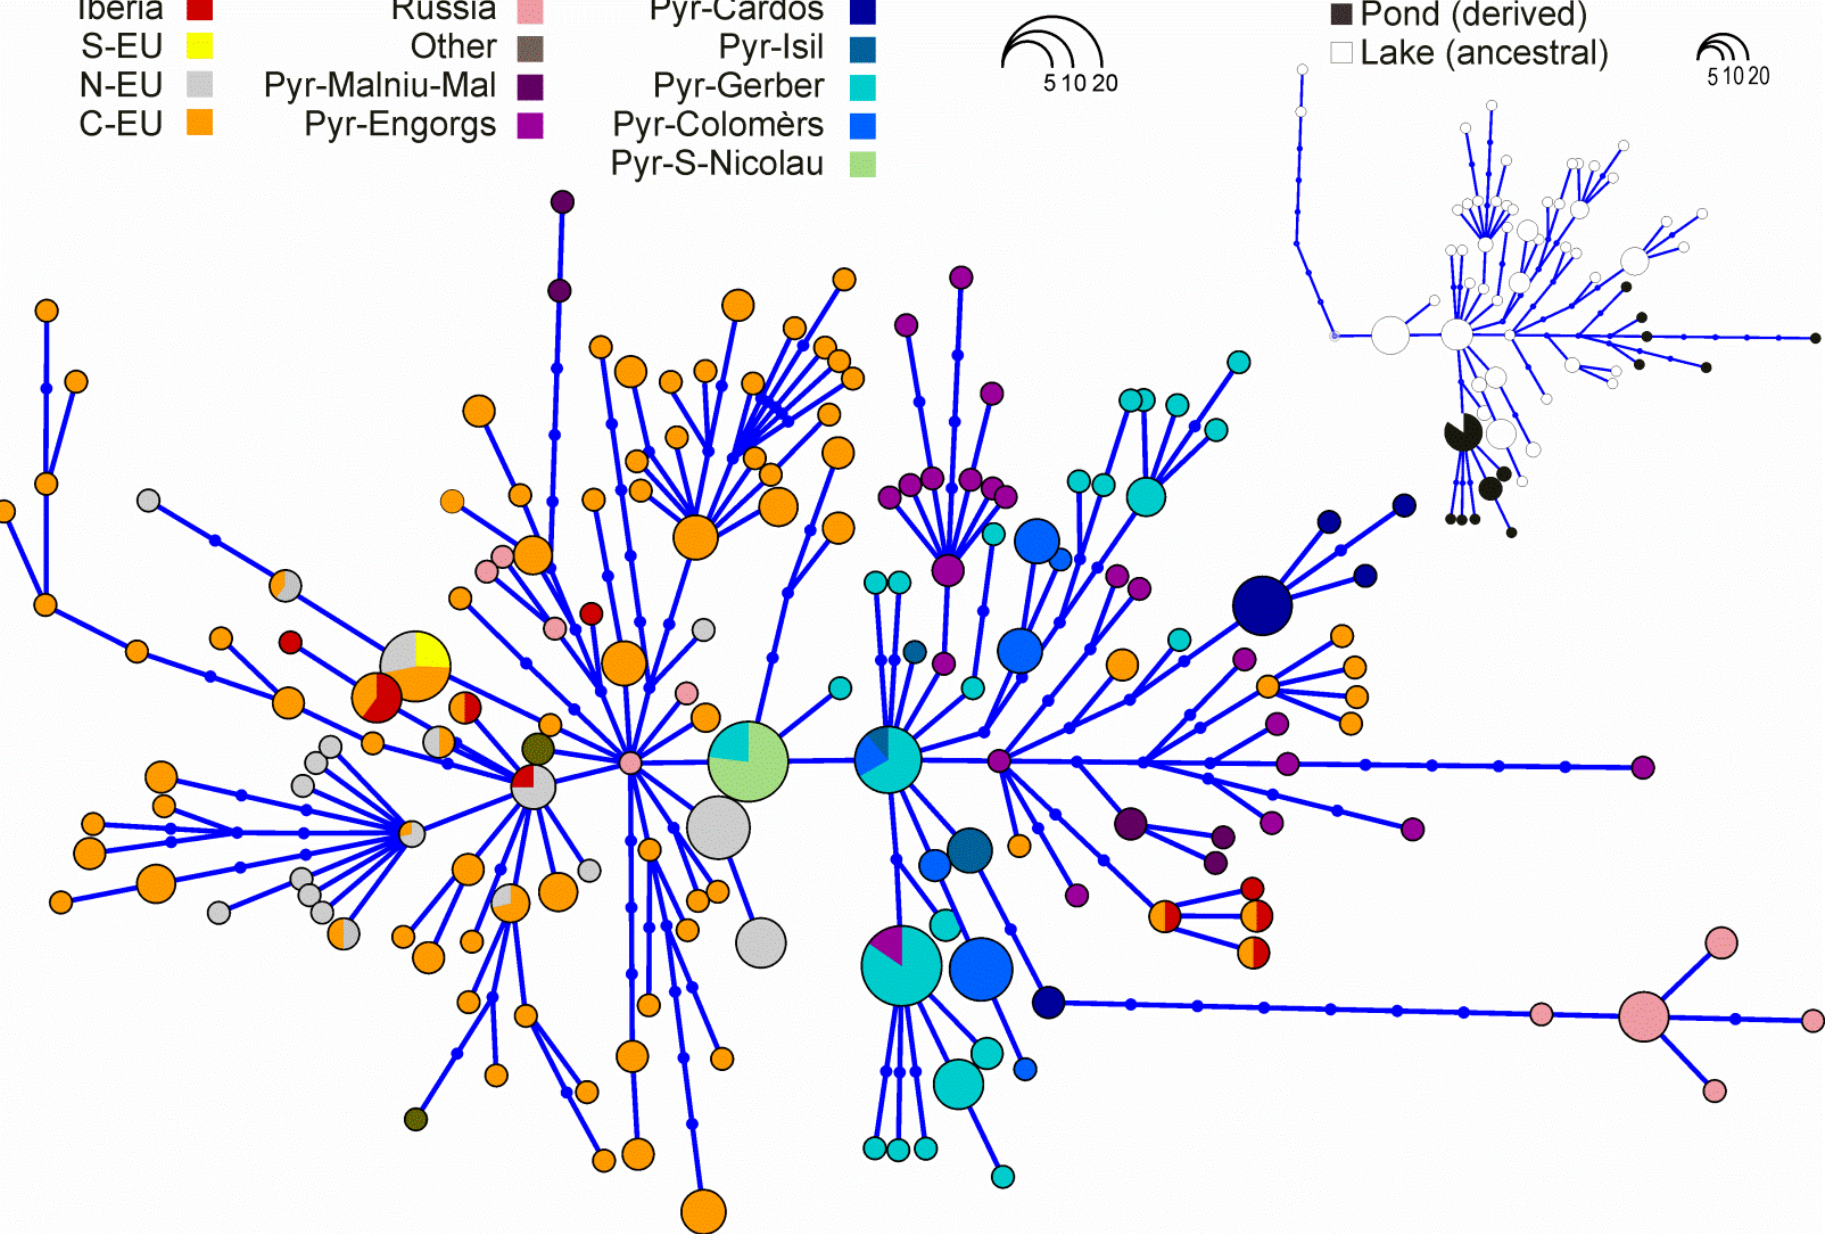 Iberia
S-EU
N-EU
C-EU
Russia
Other
Pyr-Malniu-Mal
Pyr-Engorgs
Pyr-Cardos
Pyr-Isil
Pyr-Gerber
Pyr-Colomèrs
Pyr-S-Nicolau
5 10 20
Pond (derived)
Lake (ancestral)
5 10 20